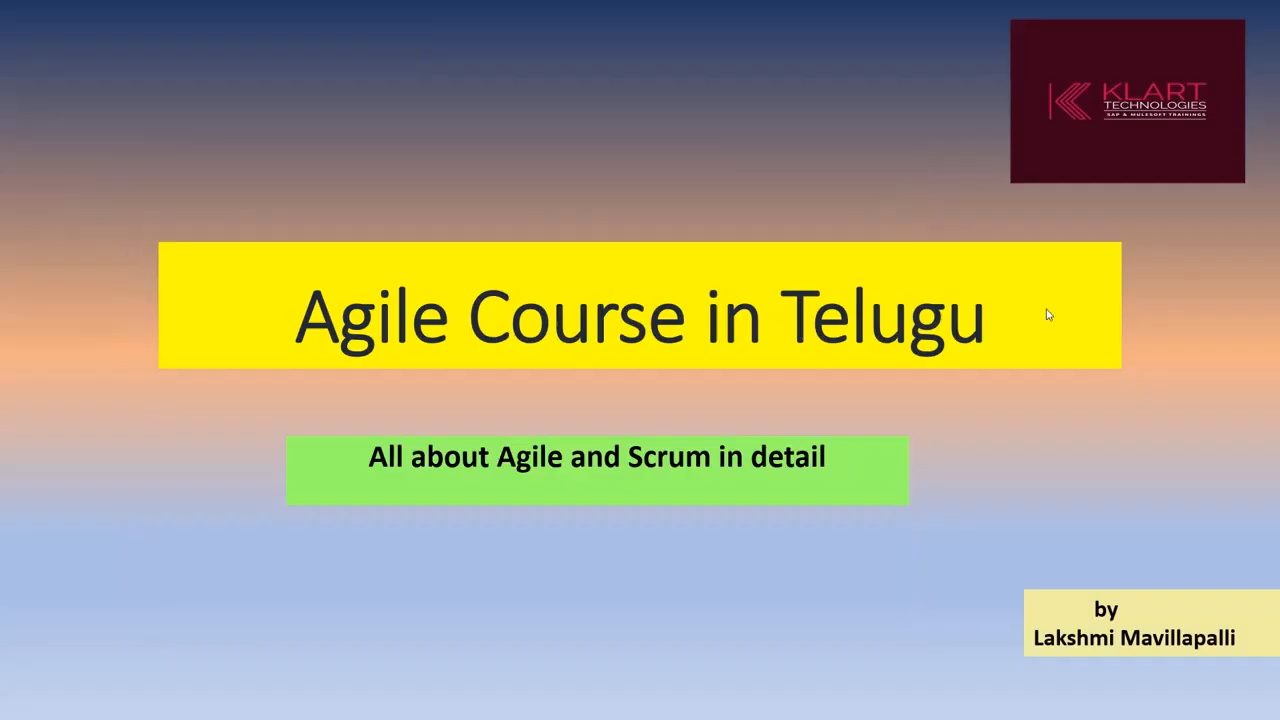 KLART
TECHNOLOGIES
SAP & MULESOFT TRAININGS
Agile Course in Telugu
All about Agile and Scrum in detail
by
Lakshmi Mavillapalli